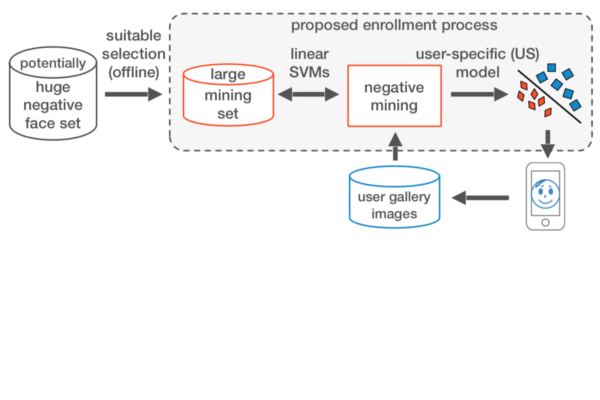 proposed enrollment process
suitable
selection
(offline)
linear
SVMs
user-specific (US)
model
potentially
huge
negative
face set
large
mining
set
negative
mining
user gallery
images